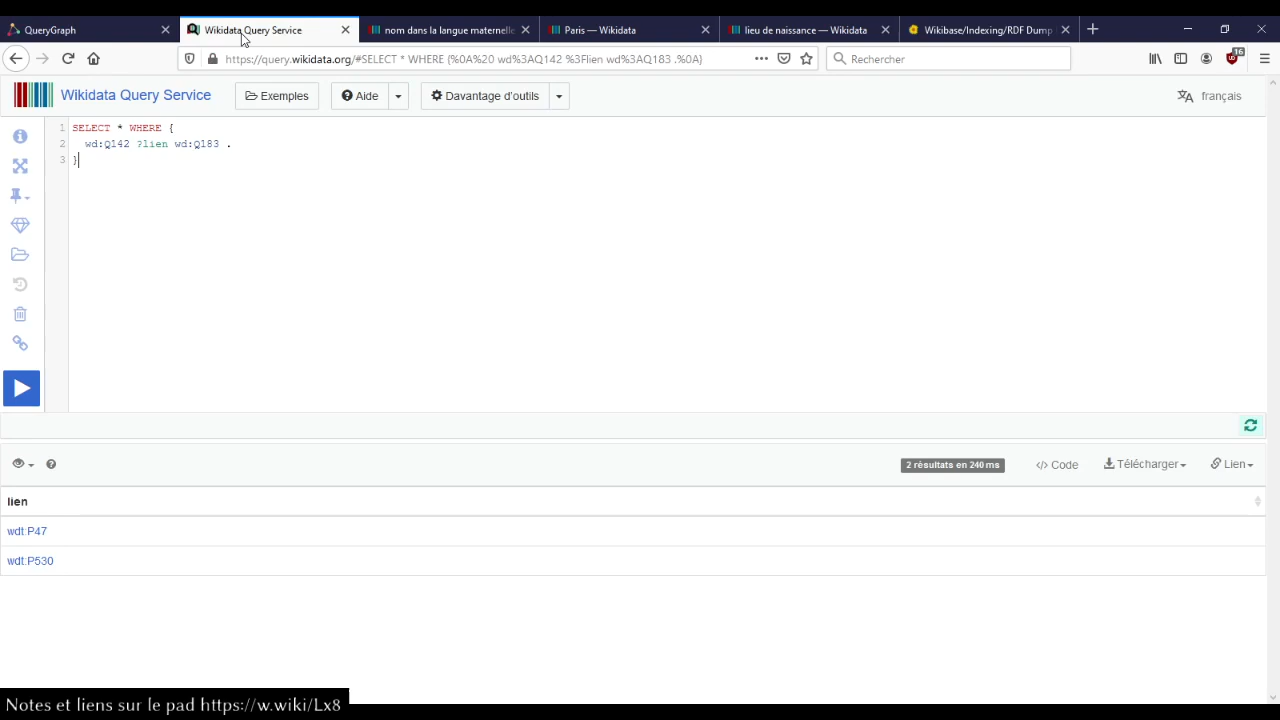 QueryGraph
Wikidata Query Service
nom dans la langue maternelle
Paris — Wikidata
lieu de naissance — Wikidata
Wikibase/Indexing/RDF Dump
https://query.wikidata.org/#SELECT * WHERE {%0A%20 wd%3AQ142 %3Flien wd%3AQ183 .%0A}
Rechercher
16
Wikidata Query Service
Exemples
Aide
Davantage d'outils
français
1 SELECT * WHERE {
2 wd:Q142 ?lien wd:Q183 .
3 }
2 résultats en 240 ms
</> Code
Télécharger
Lien
lien
wdt:P47
wdt:P530
Notes et liens sur le pad https://w.wiki/Lx8